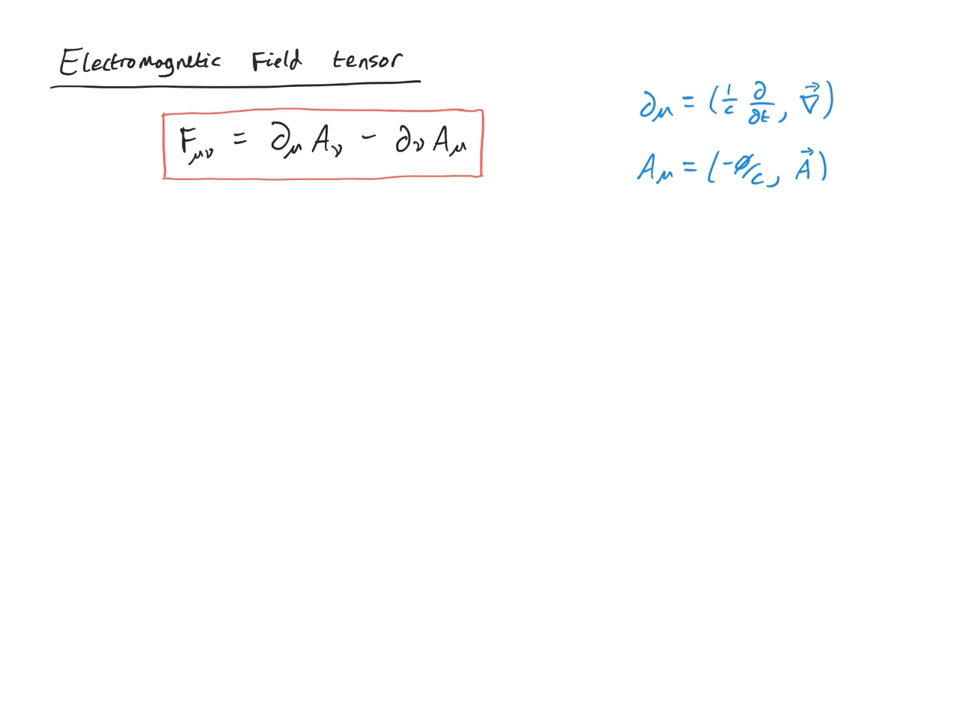 Electromagnetic Field tensor
F_μν = ∂_μ A_ν − ∂_ν A_μ
∂_μ = (1/c ∂/∂t, ∇⃗)
A_μ = (−φ/c, A⃗)